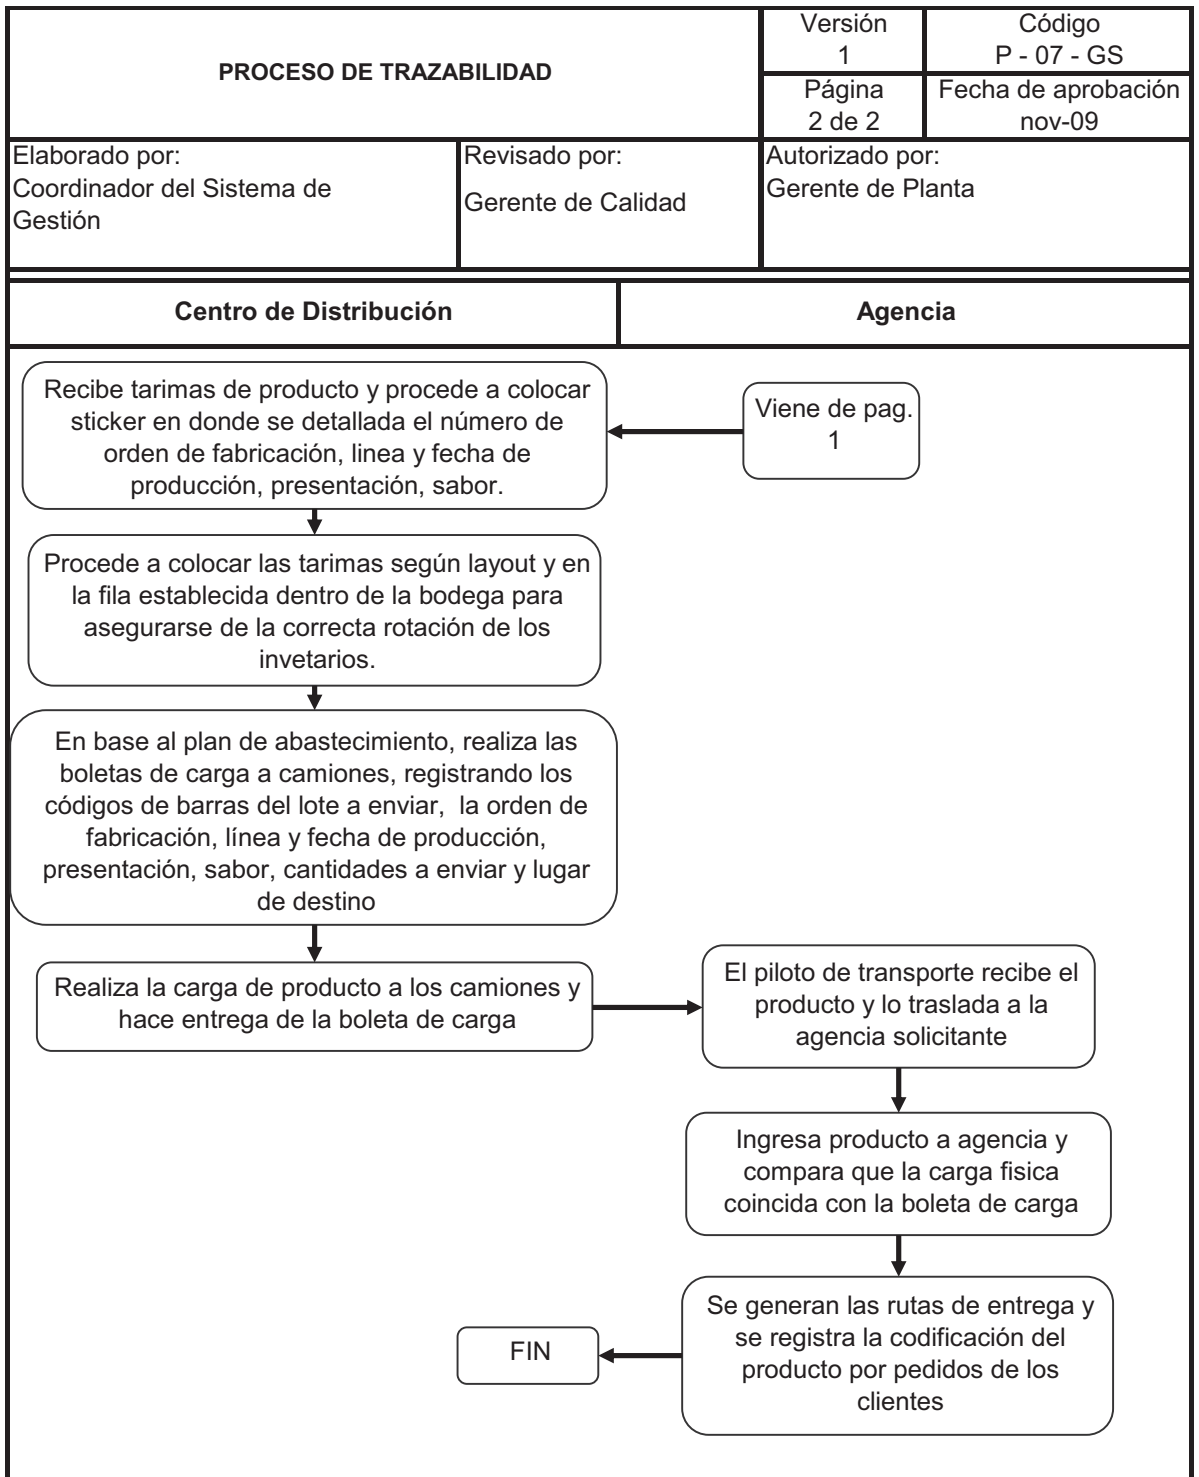 PROCESO DE TRAZABILIDAD
Versión
1
Código
P - 07 - GS
Página
2 de 2
Fecha de aprobación
nov-09
Elaborado por:
Coordinador del Sistema de
Gestión
Revisado por:
Gerente de Calidad
Autorizado por:
Gerente de Planta
Centro de Distribución
Agencia
Recibe tarimas de producto y procede a colocar
sticker en donde se detallada el número de
orden de fabricación, linea y fecha de
producción, presentación, sabor.
Viene de pag.
1
Procede a colocar las tarimas según layout y en
la fila establecida dentro de la bodega para
asegurarse de la correcta rotación de los
invetarios.
En base al plan de abastecimiento, realiza las
boletas de carga a camiones, registrando los
códigos de barras del lote a enviar,  la orden de
fabricación, línea y fecha de producción,
presentación, sabor, cantidades a enviar y lugar
de destino
Realiza la carga de producto a los camiones y
hace entrega de la boleta de carga
El piloto de transporte recibe el
producto y lo traslada a la
agencia solicitante
Ingresa producto a agencia y
compara que la carga fisica
coincida con la boleta de carga
Se generan las rutas de entrega y
se registra la codificación del
producto por pedidos de los
clientes
FIN